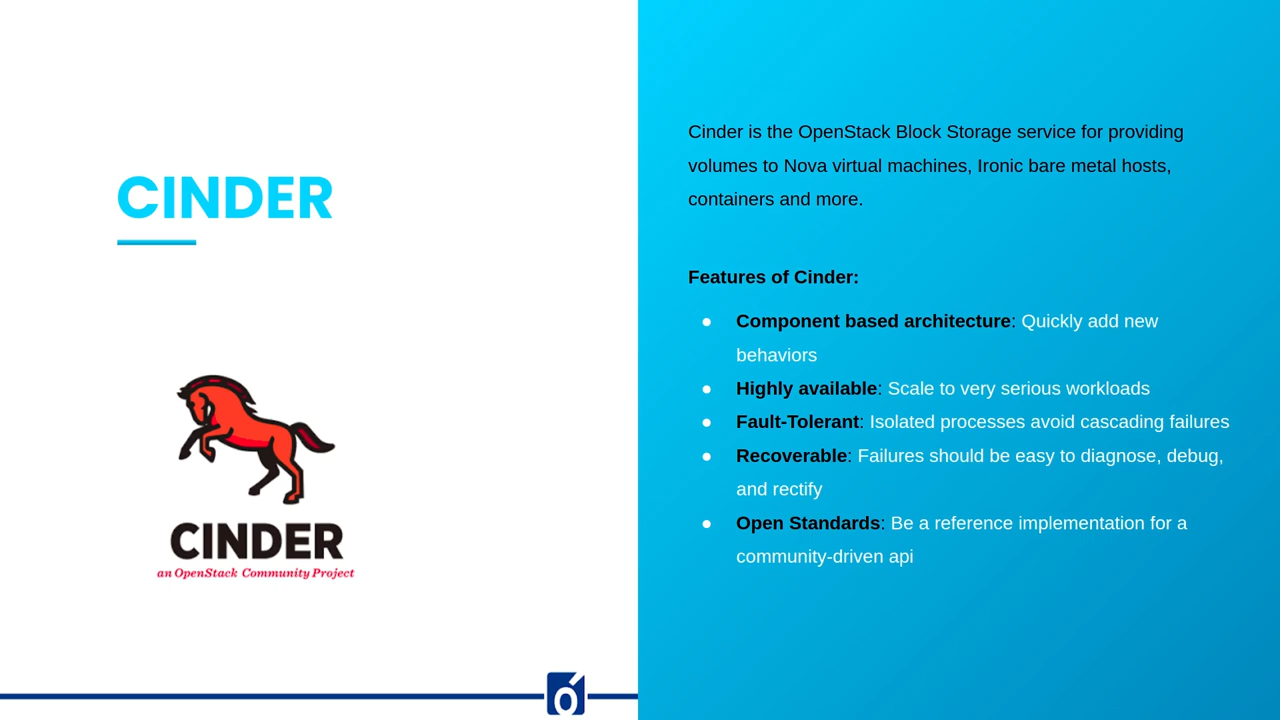 CINDER
CINDER
an OpenStack Community Project
Cinder is the OpenStack Block Storage service for providing
volumes to Nova virtual machines, Ironic bare metal hosts,
containers and more.
Features of Cinder:
● Component based architecture: Quickly add new
behaviors
● Highly available: Scale to very serious workloads
● Fault-Tolerant: Isolated processes avoid cascading failures
● Recoverable: Failures should be easy to diagnose, debug,
and rectify
● Open Standards: Be a reference implementation for a
community-driven api